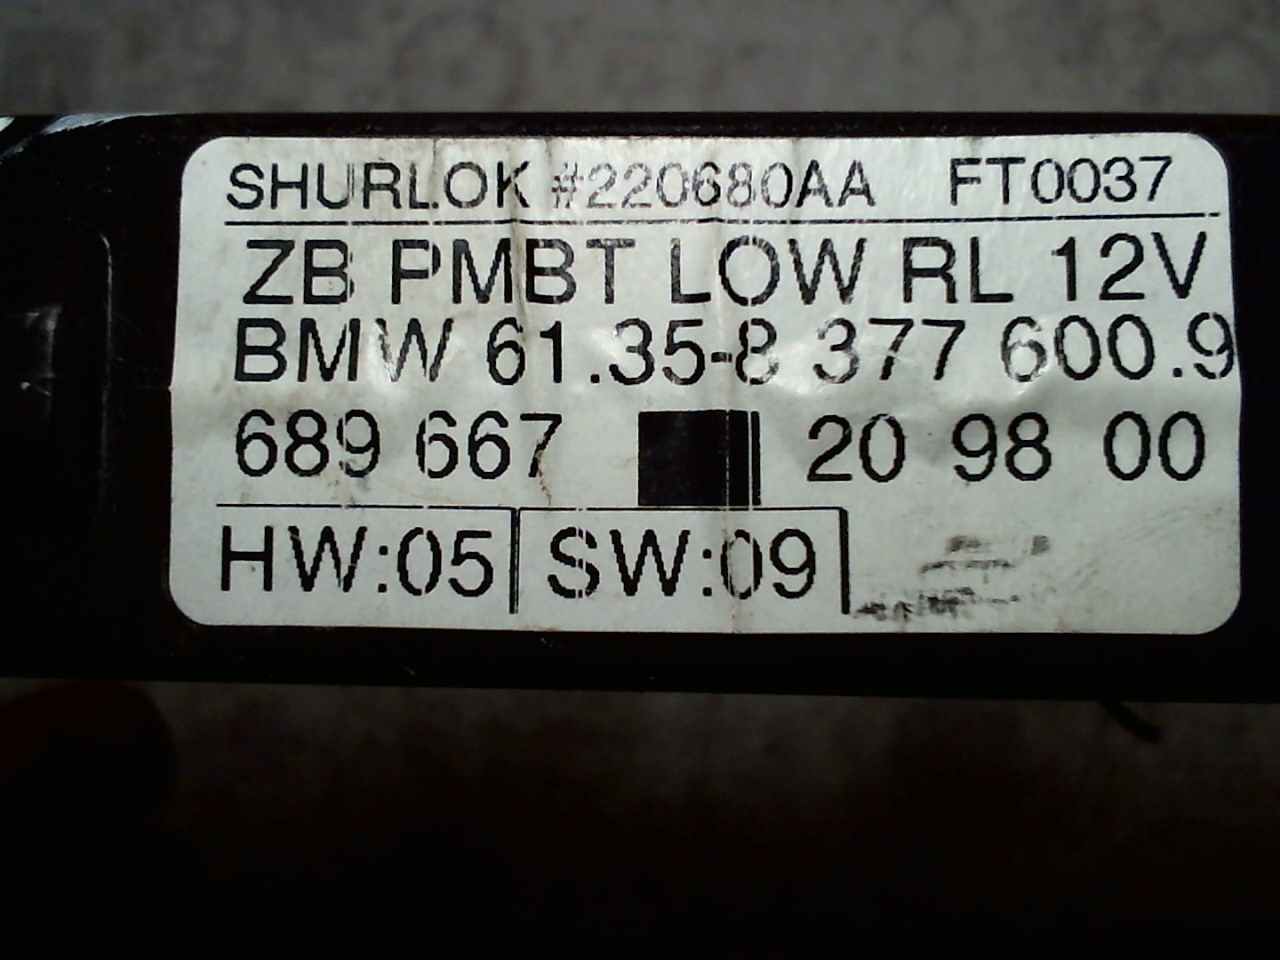 SHURLOK #220680AA FT0037
ZB PMBT LOW RL 12V
BMW 61.35-8 377 600.9
689 667 20 98 00
HW:05 SW:09